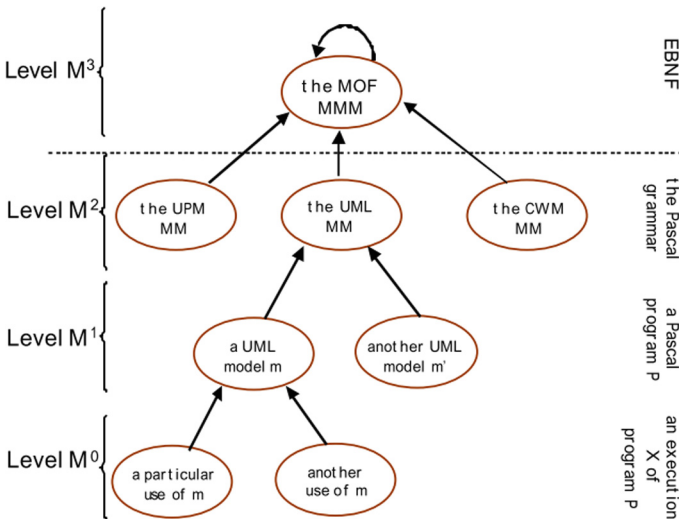 Level M³
the MOF
MMM
EBNF
Level M²
the UPM
MM
the UML
MM
the CWM
MM
the Pascal
grammar
Level M¹
a UML
model m
another UML
model m'
a Pascal
program P
Level M⁰
a particular
use of m
another
use of m
an execution
X of
program P